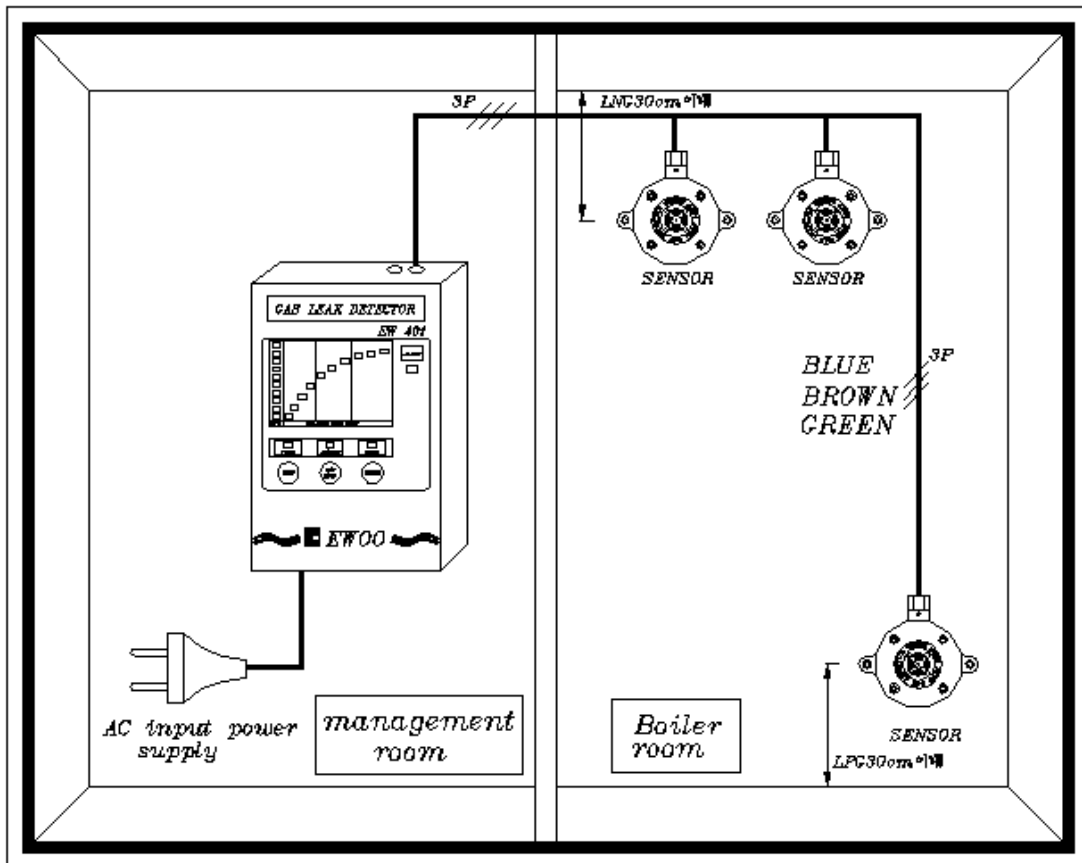 3P
LNG30cm이내
SENSOR
SENSOR
GAS LEAK DETECTOR
EW 401
BLUE
BROWN
GREEN
3P
EWOO
AC input power
supply
management
room
Boiler
room
SENSOR
LPG30cm이내